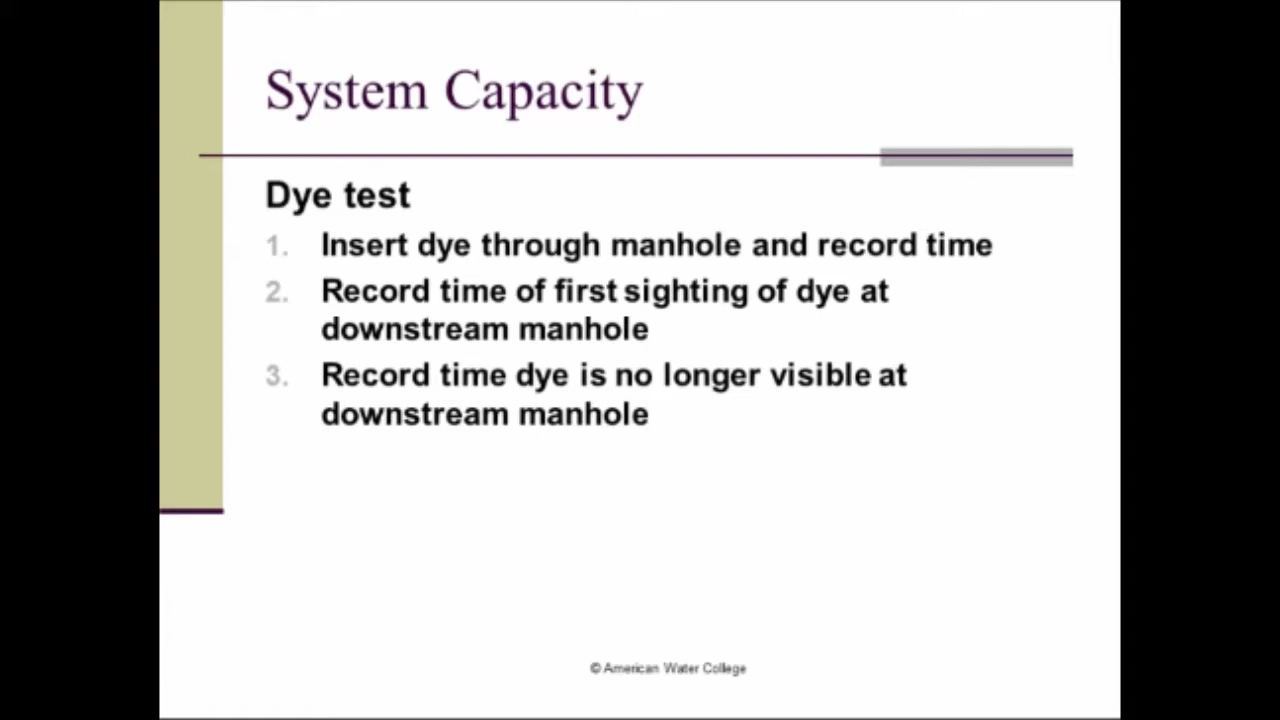 System Capacity
Dye test
1. Insert dye through manhole and record time
2. Record time of first sighting of dye at
downstream manhole
3. Record time dye is no longer visible at
downstream manhole
© American Water College